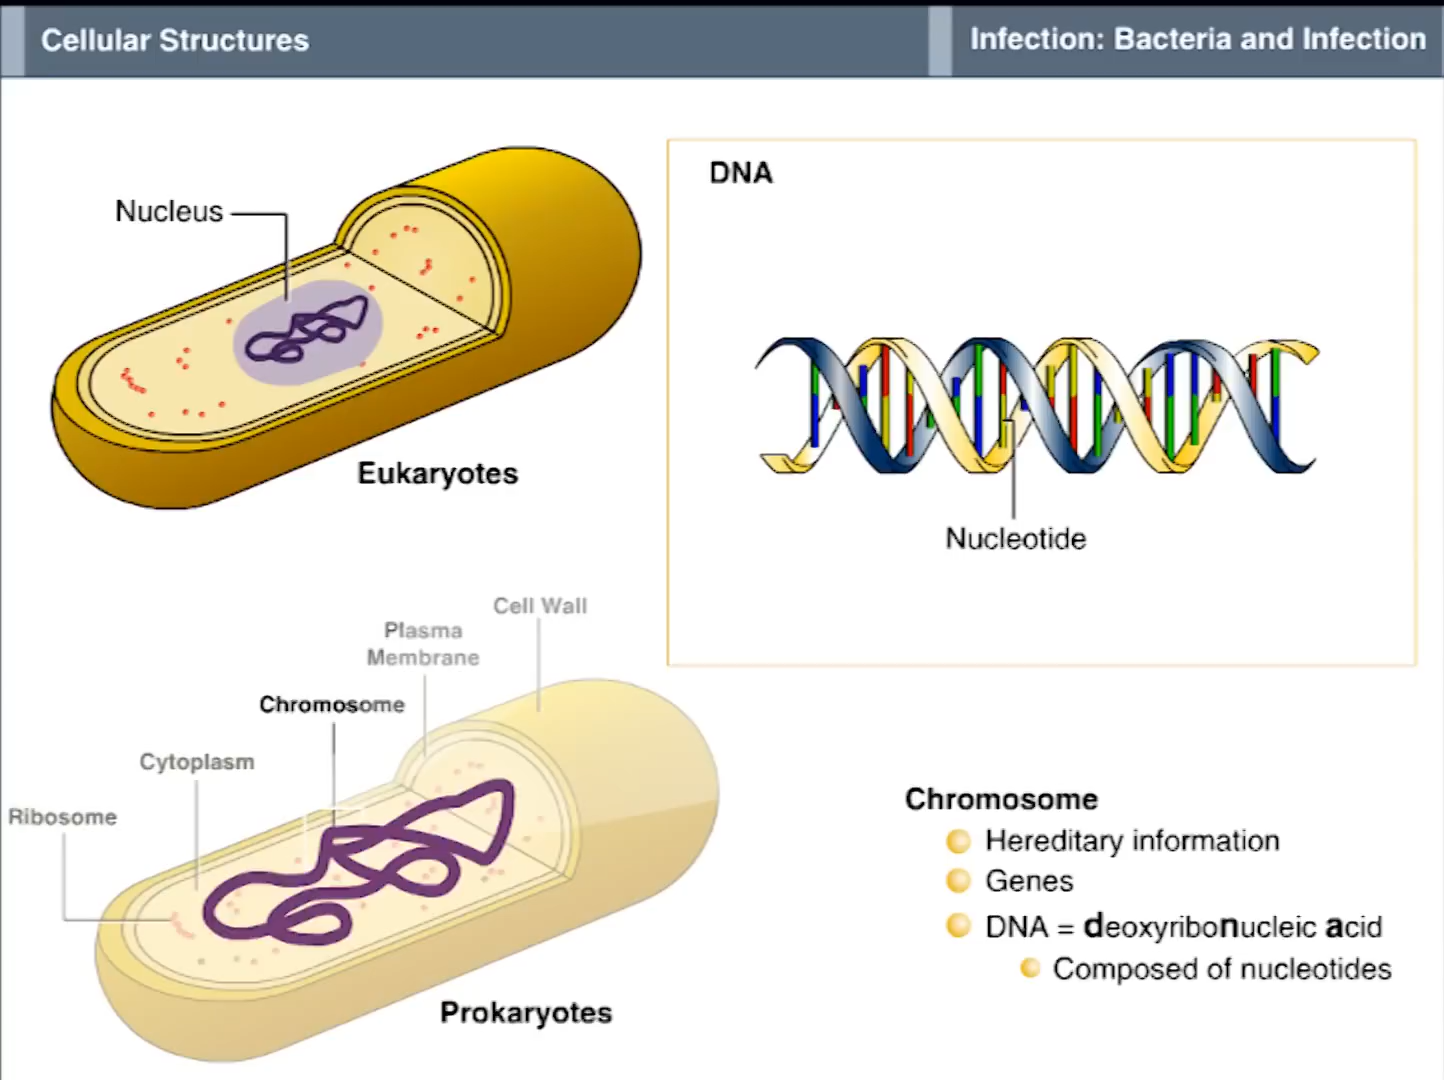 Cellular Structures
Infection: Bacteria and Infection
Nucleus
Eukaryotes
DNA
Nucleotide
Cell Wall
Plasma
Membrane
Chromosome
Cytoplasm
Ribosome
Prokaryotes
Chromosome
Hereditary information
Genes
DNA = deoxyribonucleic acid
Composed of nucleotides